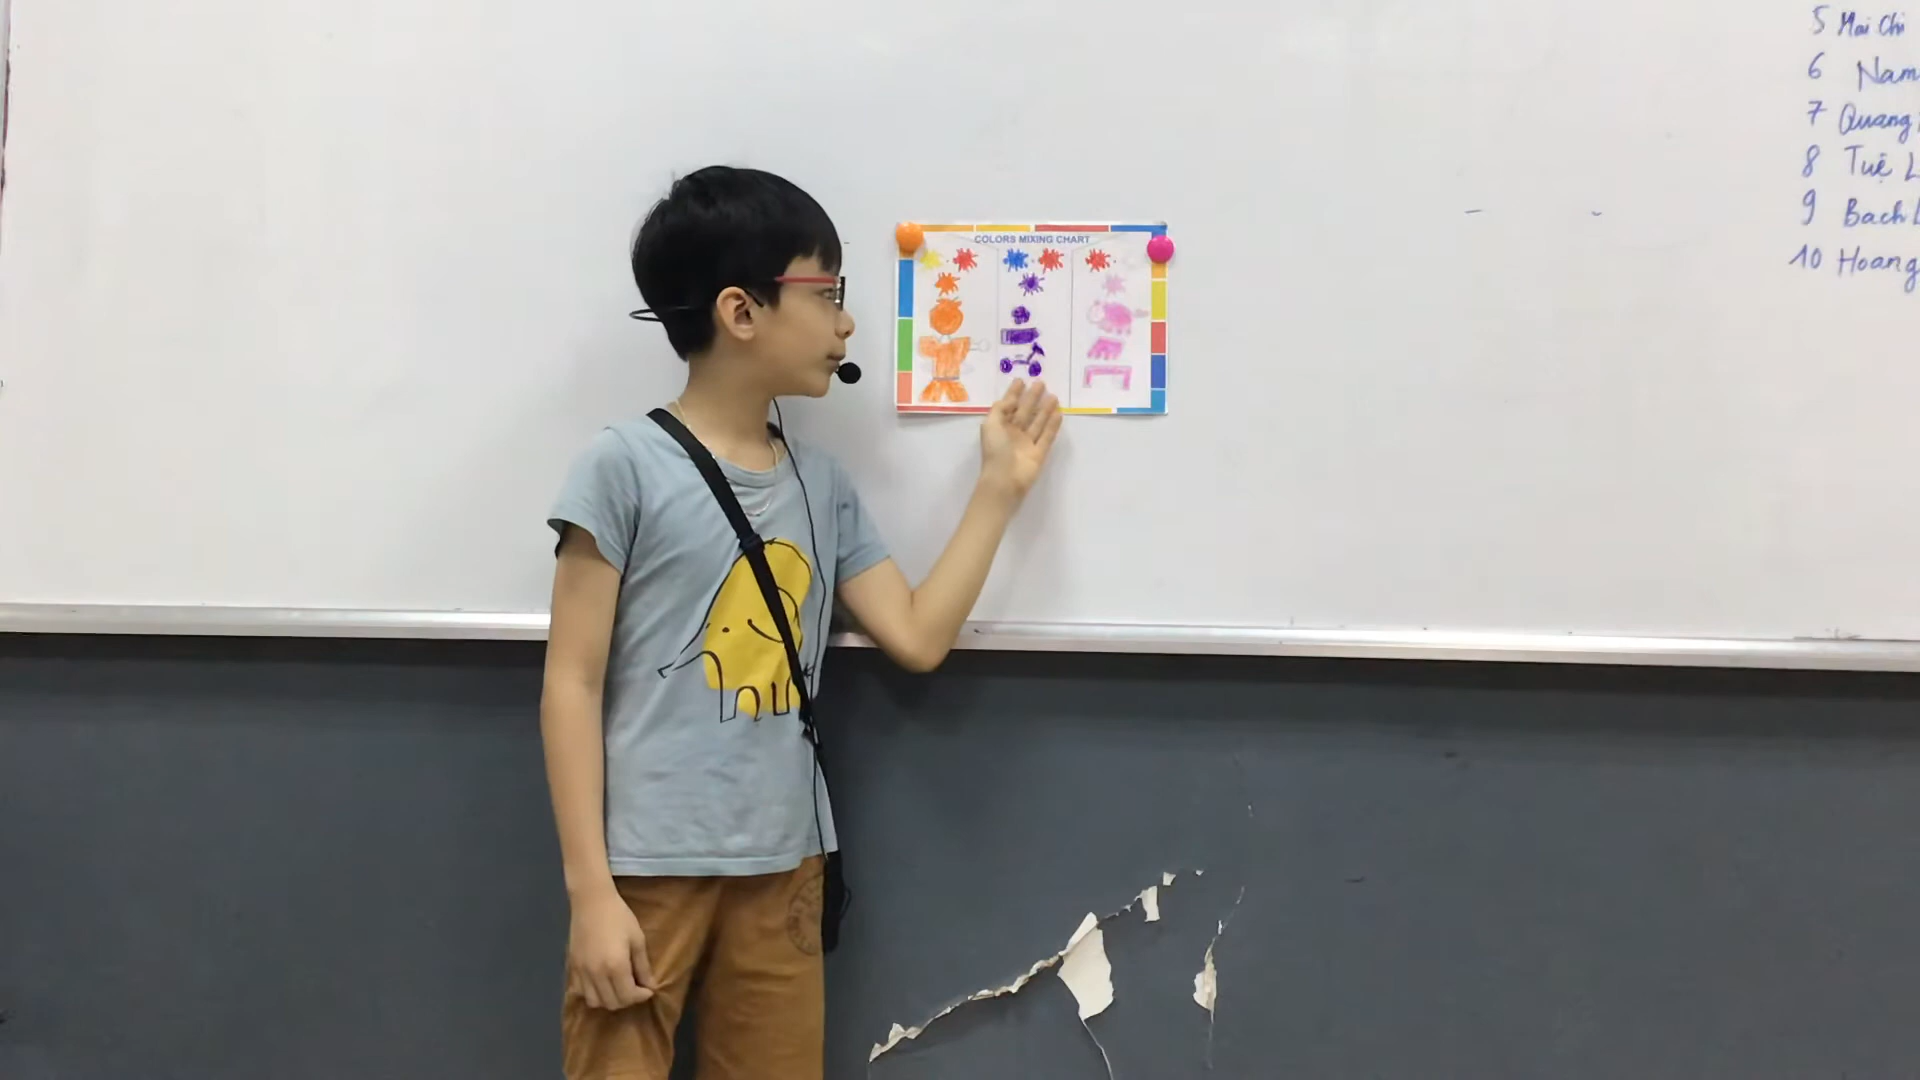 COLORS MIXING CHART
5 Mai Chi
6 Nam
7 Quang
8 Tuệ L
9 Bach
10 Hoang